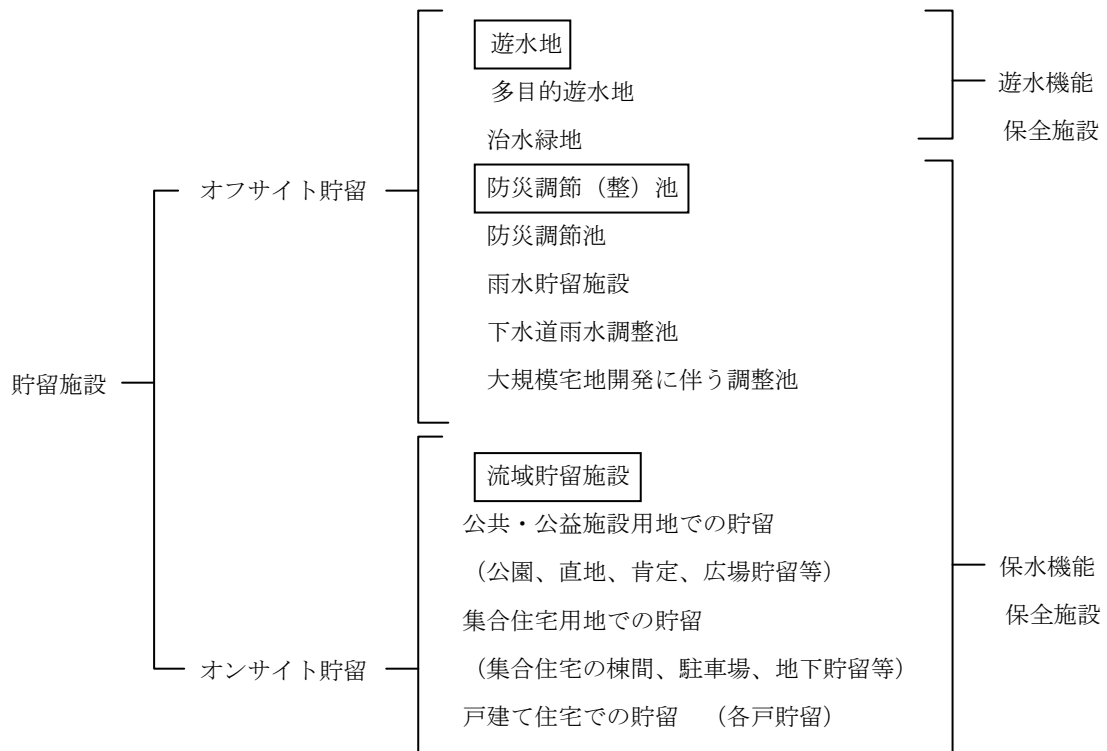 遊水地
多目的遊水地
治水緑地
遊水機能
保全施設
オフサイト貯留
防災調節（整）池
防災調節池
雨水貯留施設
下水道雨水調整池
大規模宅地開発に伴う調整池
貯留施設
流域貯留施設
公共・公益施設用地での貯留
（公園、直地、肯定、広場貯留等）
集合住宅用地での貯留
（集合住宅の棟間、駐車場、地下貯留等）
戸建て住宅での貯留　（各戸貯留）
オンサイト貯留
保水機能
保全施設